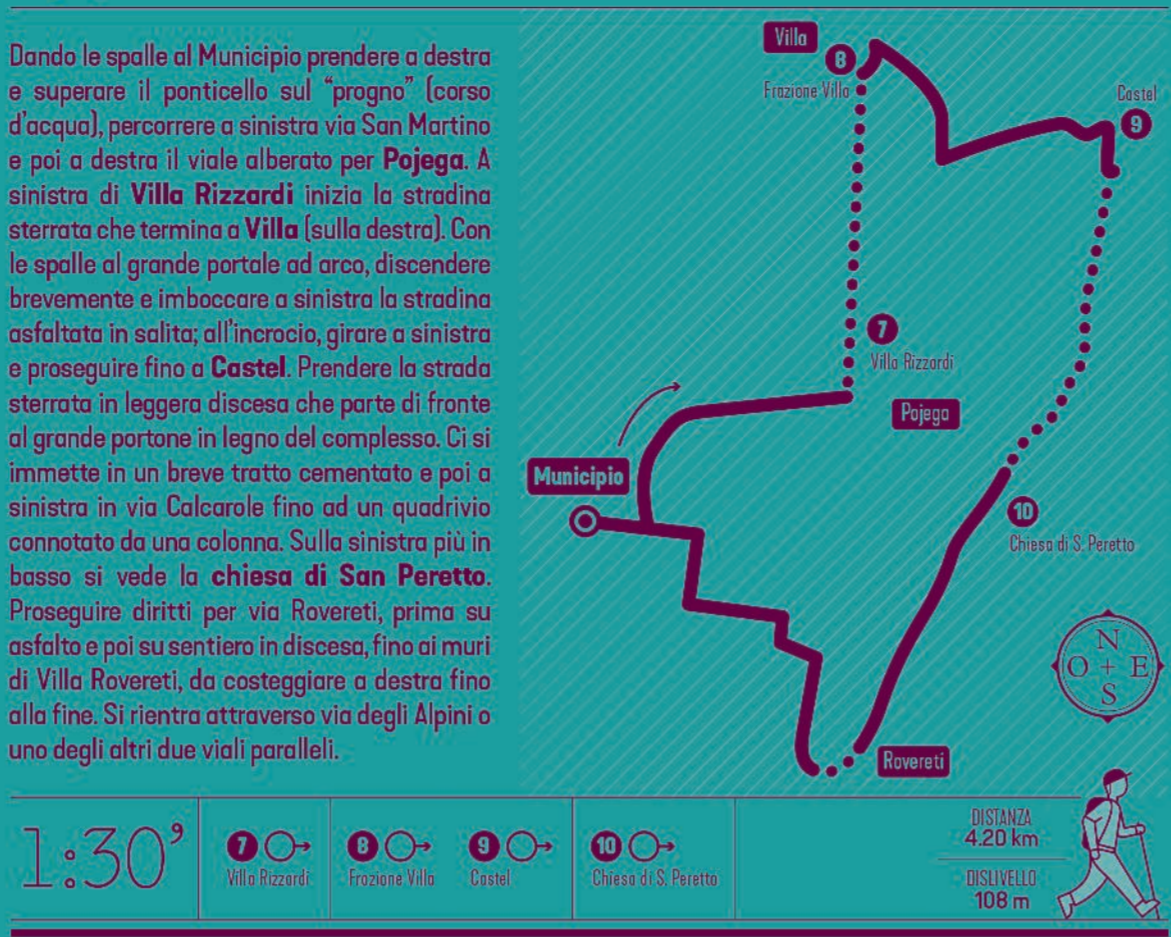 Dando le spalle al Municipio prendere a destra
e superare il ponticello sul “progno” (corso
d’acqua), percorrere a sinistra via San Martino
e poi a destra il viale alberato per Pojega. A
sinistra di Villa Rizzardi inizia la stradina
sterrata che termina a Villa (sulla destra). Con
le spalle al grande portale ad arco, discendere
brevemente e imboccare a sinistra la stradina
asfaltata in salita; all’incrocio, girare a sinistra
e proseguire fino a Castel. Prendere la strada
sterrata in leggera discesa che parte di fronte
al grande portone in legno del complesso. Ci si
immette in un breve tratto cementato e poi a
sinistra in via Calcarole fino ad un quadrivio
connotato da una colonna. Sulla sinistra più in
basso si vede la chiesa di San Peretto.
Proseguire diritti per via Rovereti, prima su
asfalto e poi su sentiero in discesa, fino ai muri
di Villa Rovereti, da costeggiare a destra fino
alla fine. Si rientra attraverso via degli Alpini o
uno degli altri due viali paralleli.
Villa
8
Frazione Villa
Castel
9
7
Villa Rizzardi
Pojega
Municipio
10
Chiesa di S. Peretto
N
O + E
S
Rovereti
1:30’
7
Villa Rizzardi
8
Frazione Villa
9
Castel
10
Chiesa di S. Peretto
DISTANZA
4.20 km
DISLIVELLO
108 m